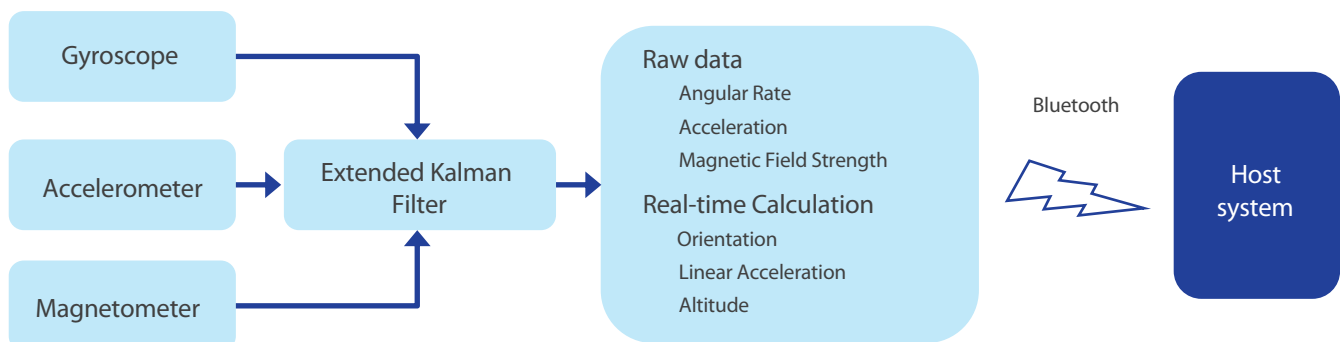 Gyroscope
Accelerometer
Magnetometer
Extended Kalman
Filter
Raw data
Angular Rate
Acceleration
Magnetic Field Strength
Real-time Calculation
Orientation
Linear Acceleration
Altitude
Bluetooth
Host
system